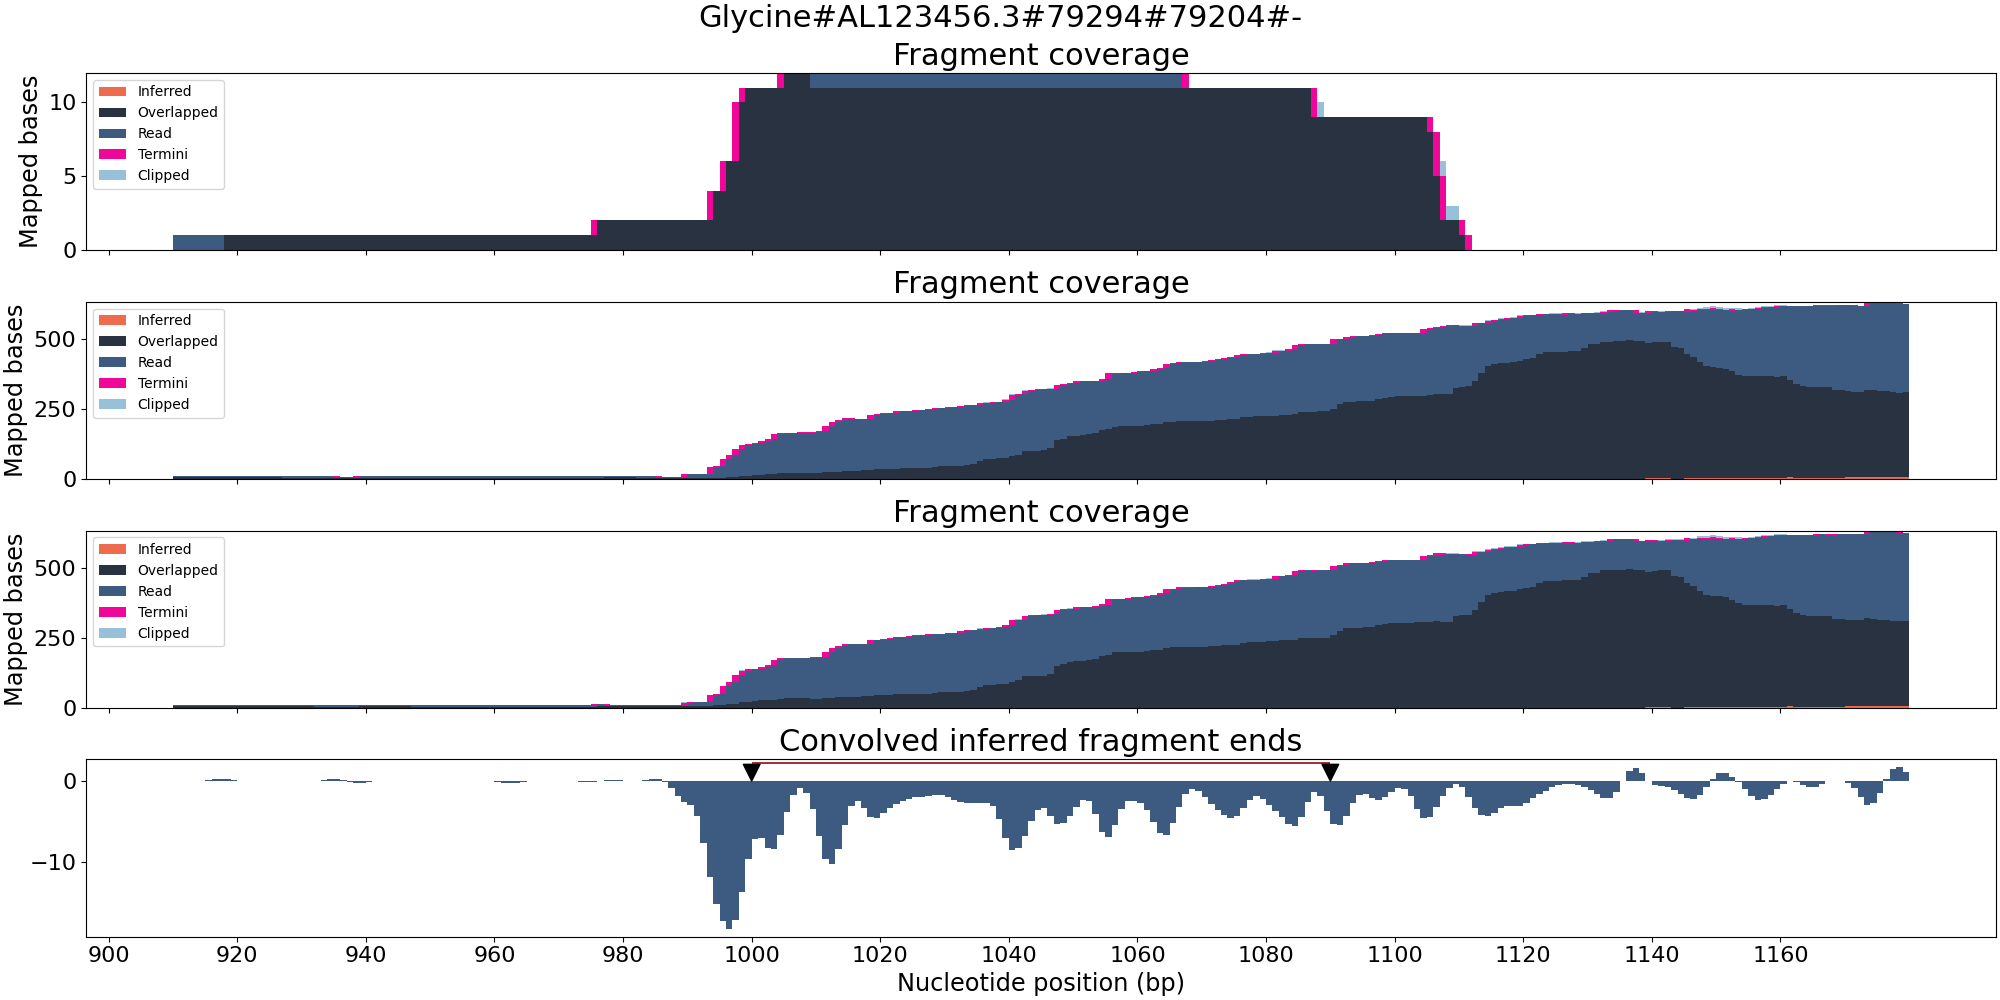 Glycine#AL123456.3#79294#79204#-
Fragment coverage
Mapped bases
10
5
0
Inferred
Overlapped
Read
Termini
Clipped
Fragment coverage
Mapped bases
500
250
0
Inferred
Overlapped
Read
Termini
Clipped
Fragment coverage
Mapped bases
500
250
0
Inferred
Overlapped
Read
Termini
Clipped
Convolved inferred fragment ends
0
−10
900 920 940 960 980 1000 1020 1040 1060 1080 1100 1120 1140 1160
Nucleotide position (bp)